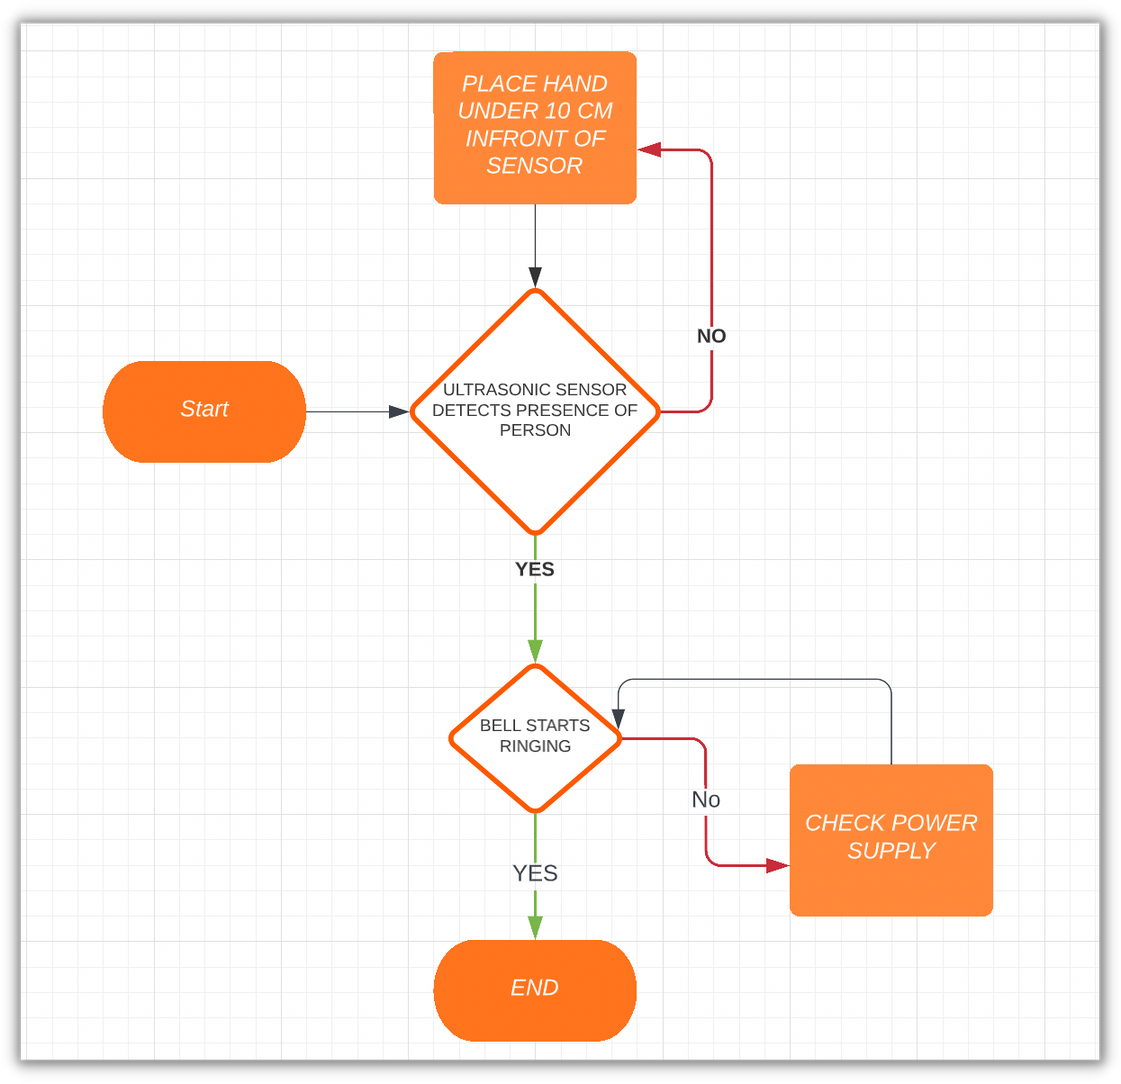 PLACE HAND
UNDER 10 CM
INFRONT OF
SENSOR
NO
Start
ULTRASONIC SENSOR
DETECTS PRESENCE OF
PERSON
YES
BELL STARTS
RINGING
No
CHECK POWER
SUPPLY
YES
END